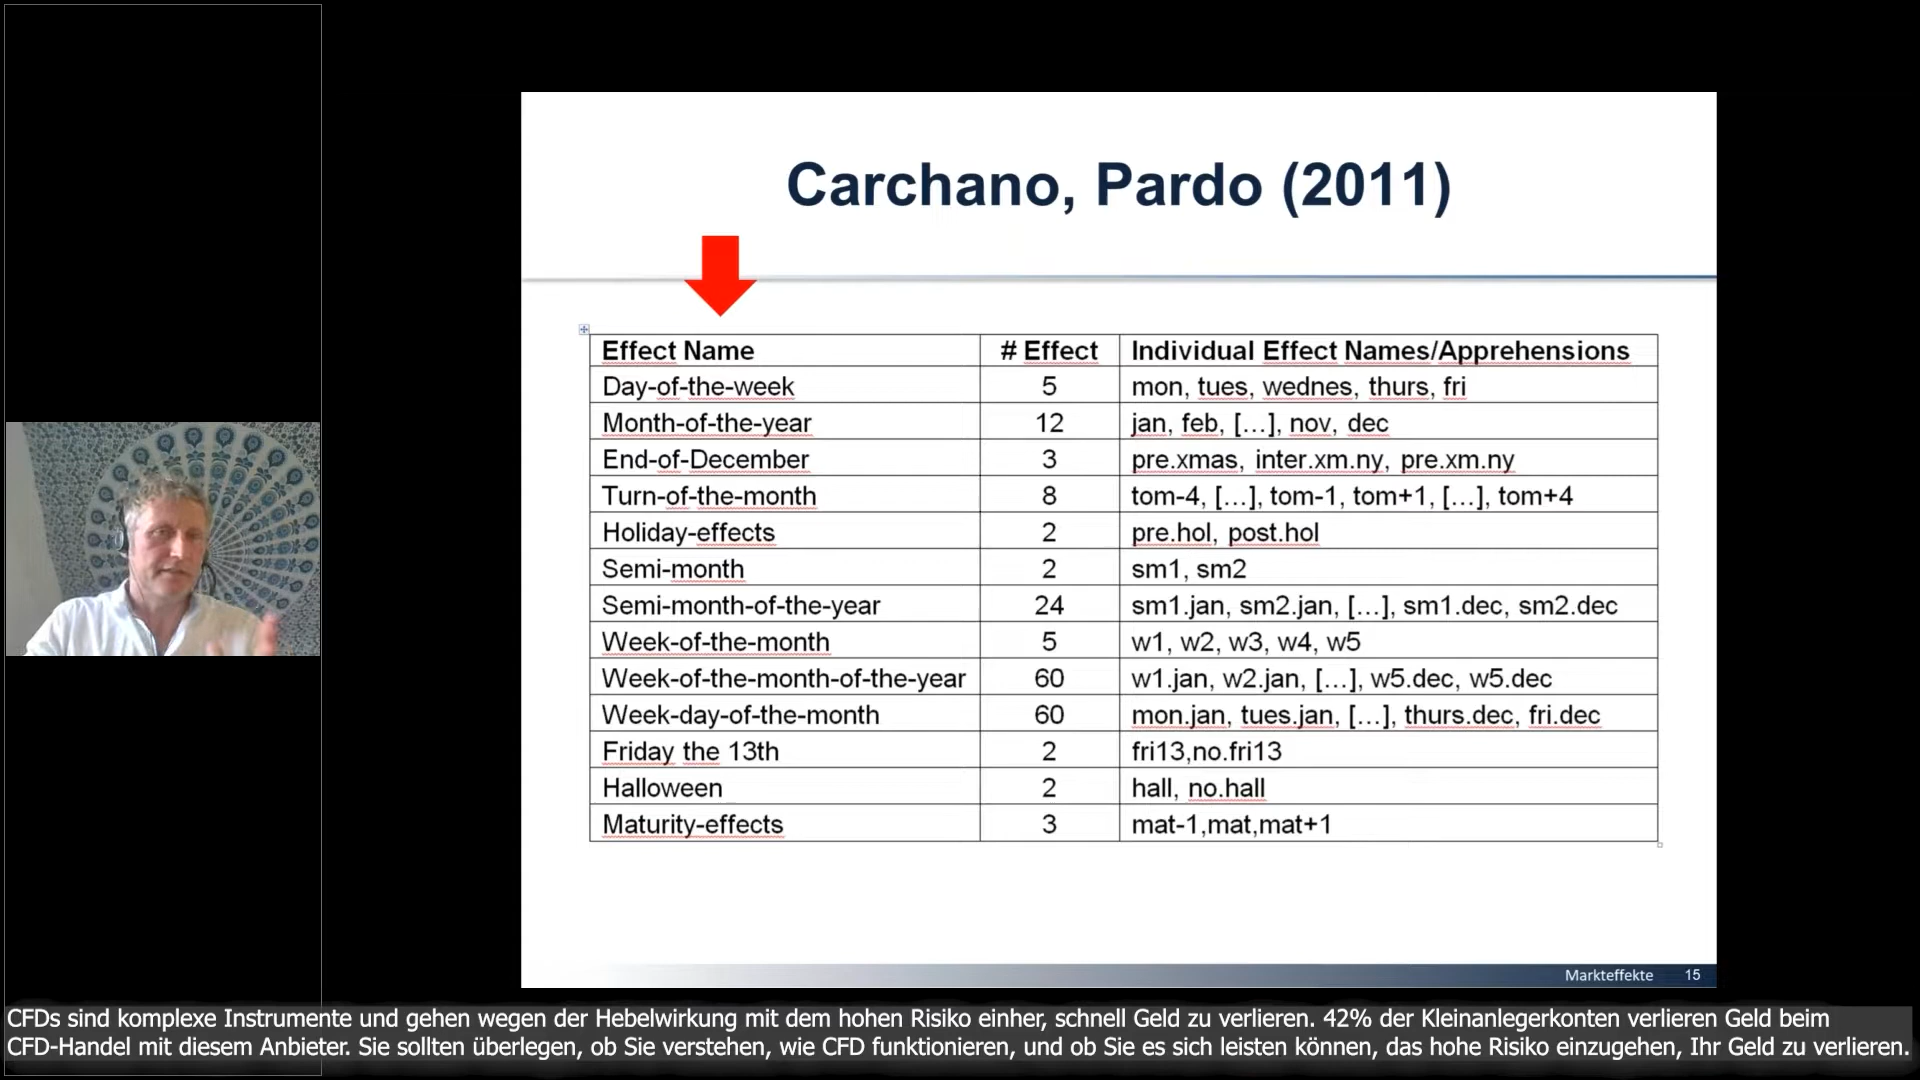 Carchano, Pardo (2011)
Effect Name # Effect Individual Effect Names/Apprehensions
Day-of-the-week 5 mon, tues, wednes, thurs, fri
Month-of-the-year 12 jan, feb, […], nov, dec
End-of-December 3 pre.xmas, inter.xm.ny, pre.xm.ny
Turn-of-the-month 8 tom-4, […], tom-1, tom+1, […], tom+4
Holiday-effects 2 pre.hol, post.hol
Semi-month 2 sm1, sm2
Semi-month-of-the-year 24 sm1.jan, sm2.jan, […], sm1.dec, sm2.dec
Week-of-the-month 5 w1, w2, w3, w4, w5
Week-of-the-month-of-the-year 60 w1.jan, w2.jan, […], w5.dec, w5.dec
Week-day-of-the-month 60 mon.jan, tues.jan, […], thurs.dec, fri.dec
Friday the 13th 2 fri13,no.fri13
Halloween 2 hall, no.hall
Maturity-effects 3 mat-1,mat,mat+1
Markteffekte 15
CFDs sind komplexe Instrumente und gehen wegen der Hebelwirkung mit dem hohen Risiko einher, schnell Geld zu verlieren. 42% der Kleinanlegerkonten verlieren Geld beim
CFD-Handel mit diesem Anbieter. Sie sollten überlegen, ob Sie verstehen, wie CFD funktionieren, und ob Sie es sich leisten können, das hohe Risiko einzugehen, Ihr Geld zu verlieren.